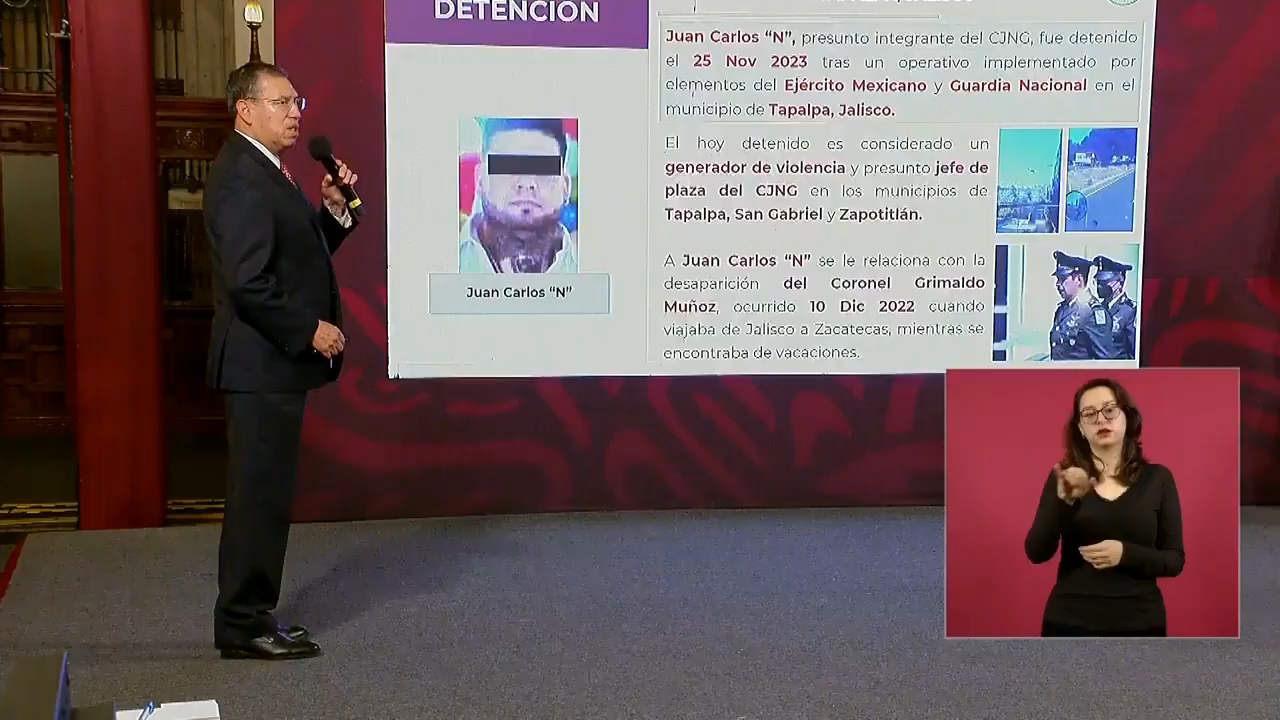 DETENCIÓN
Juan Carlos “N”
Juan Carlos “N”, presunto integrante del CJNG, fue detenido
el 25 Nov 2023 tras un operativo implementado por
elementos del Ejército Mexicano y Guardia Nacional en el
municipio de Tapalpa, Jalisco.
El hoy detenido es considerado un
generador de violencia y presunto jefe de
plaza del CJNG en los municipios de
Tapalpa, San Gabriel y Zapotitlán.
A Juan Carlos “N” se le relaciona con la
desaparición del Coronel Grimaldo
Muñoz, ocurrido 10 Dic 2022 cuando
viajaba de Jalisco a Zacatecas, mientras se
encontraba de vacaciones.